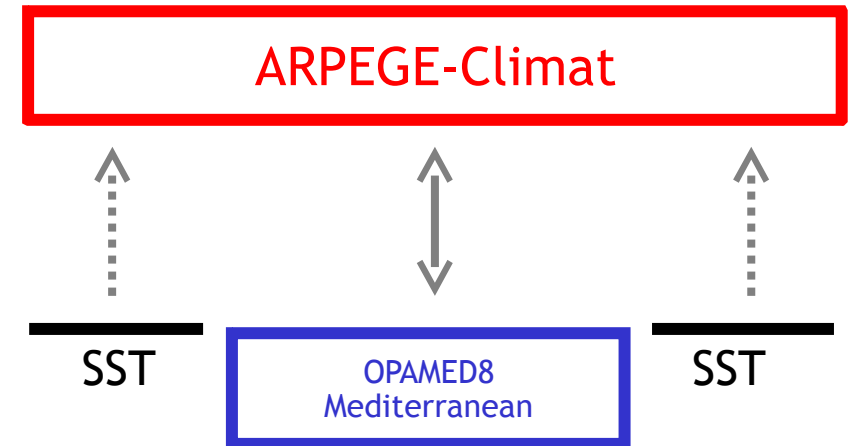 ARPEGE-Climat
SST
OPAMED8
Mediterranean
SST